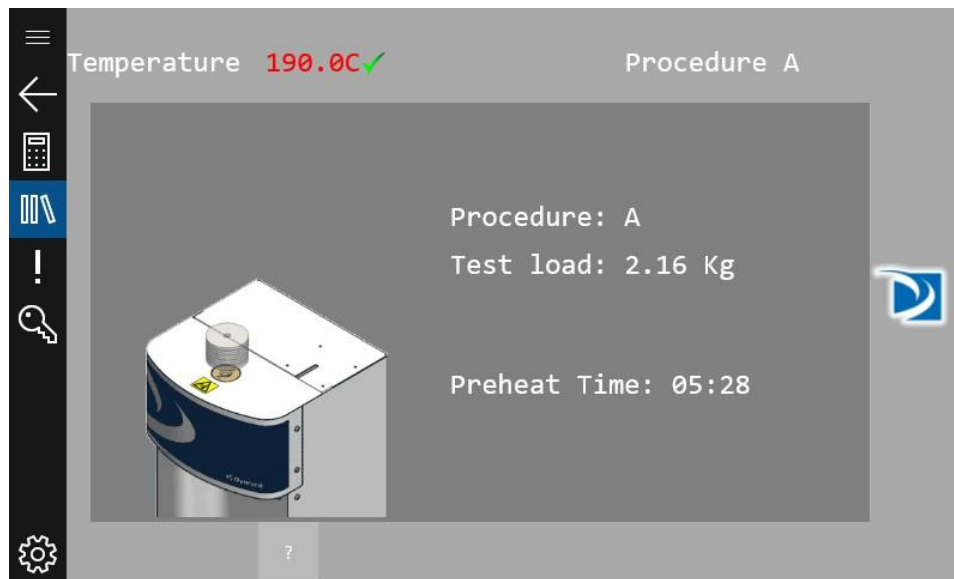 Temperature 190.0C
Procedure A
Procedure: A
Test load: 2.16 Kg
Preheat Time: 05:28
?